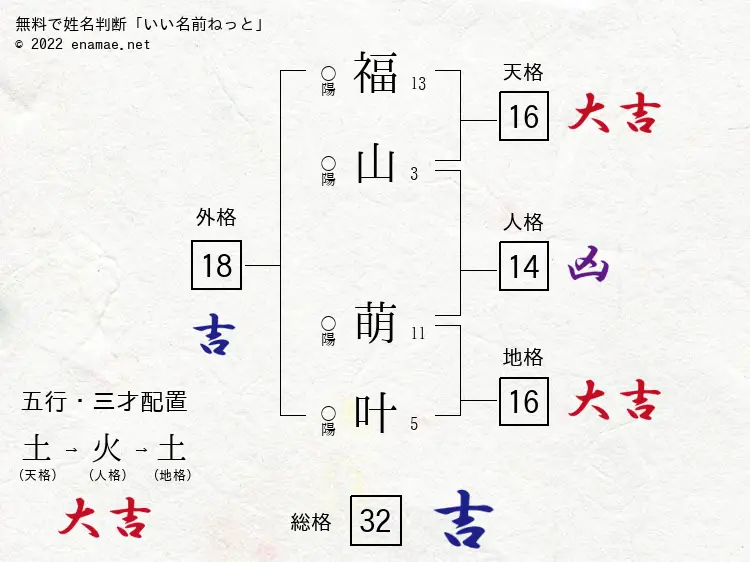 無料で姓名判断「いい名前ねっと」
© 2022 enamae.net
○
陽
福
13
天格
16
大吉
○
陽
山
3
外格
18
吉
人格
14
凶
○
陽
萌
11
地格
16
大吉
○
陽
叶
5
五行・三才配置
土→火→土
(天格) (人格) (地格)
大吉
総格
32
吉